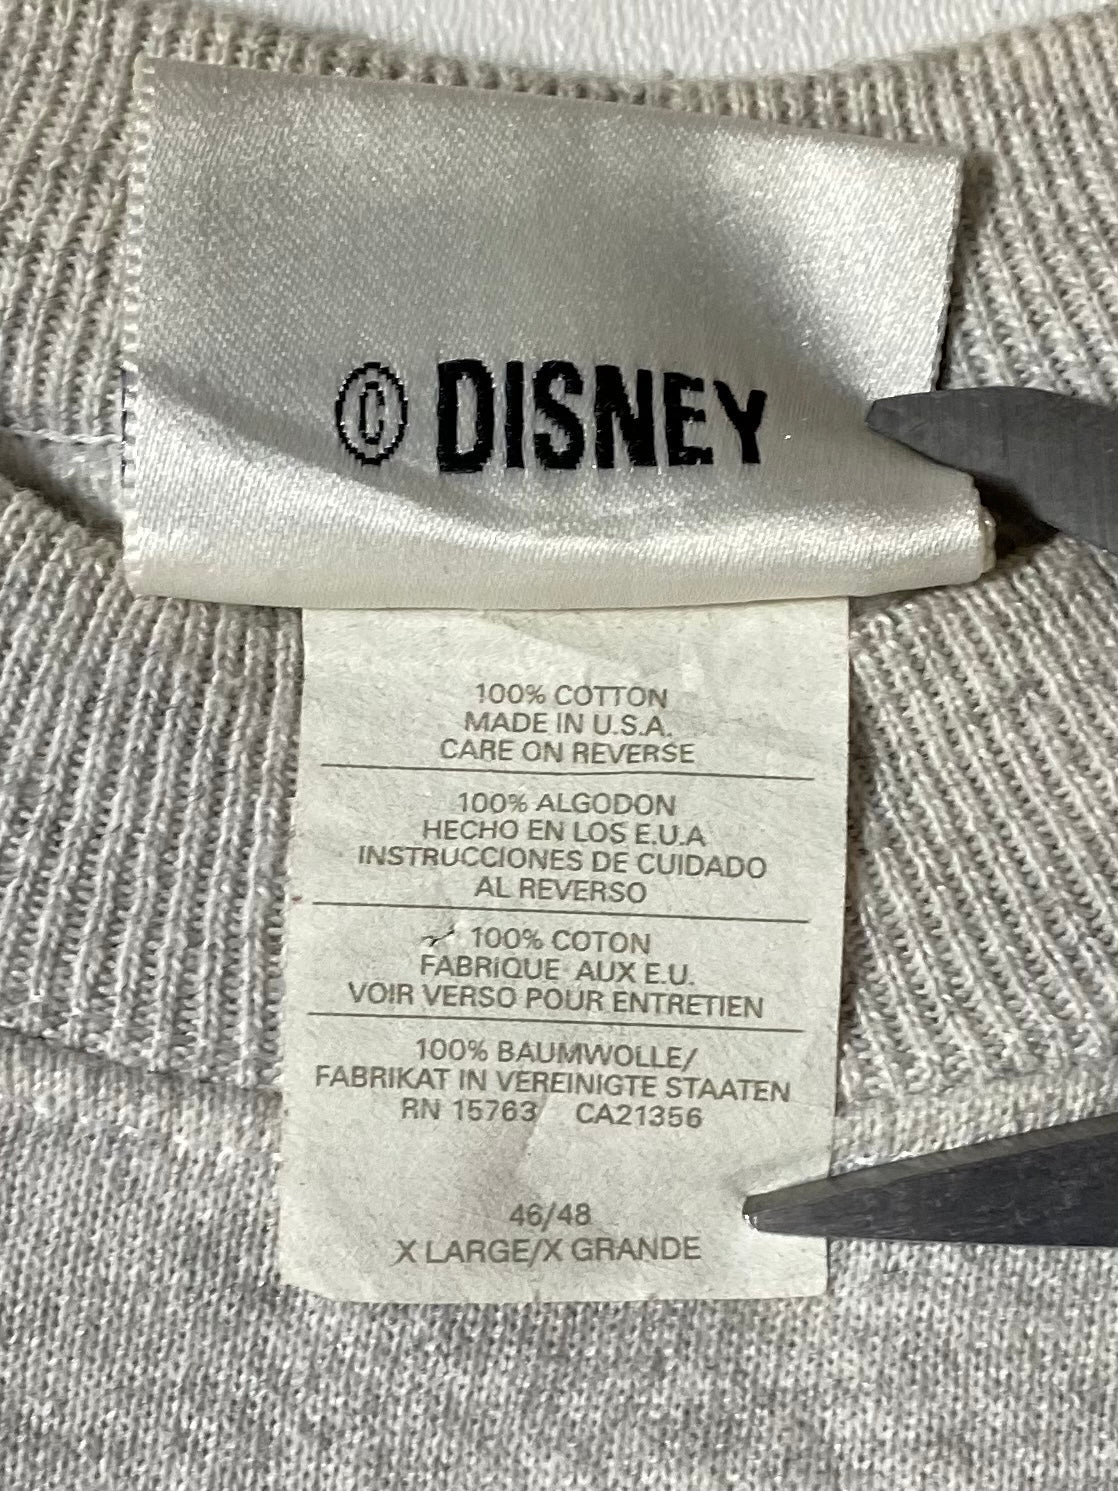 © DISNEY
100% COTTON
MADE IN U.S.A.
CARE ON REVERSE
100% ALGODON
HECHO EN LOS E.U.A
INSTRUCCIONES DE CUIDADO
AL REVERSO
100% COTON
FABRIQUE AUX E.U.
VOIR VERSO POUR ENTRETIEN
100% BAUMWOLLE/
FABRIKAT IN VEREINIGTE STAATEN
RN 15763 CA21356
46/48
X LARGE/X GRANDE